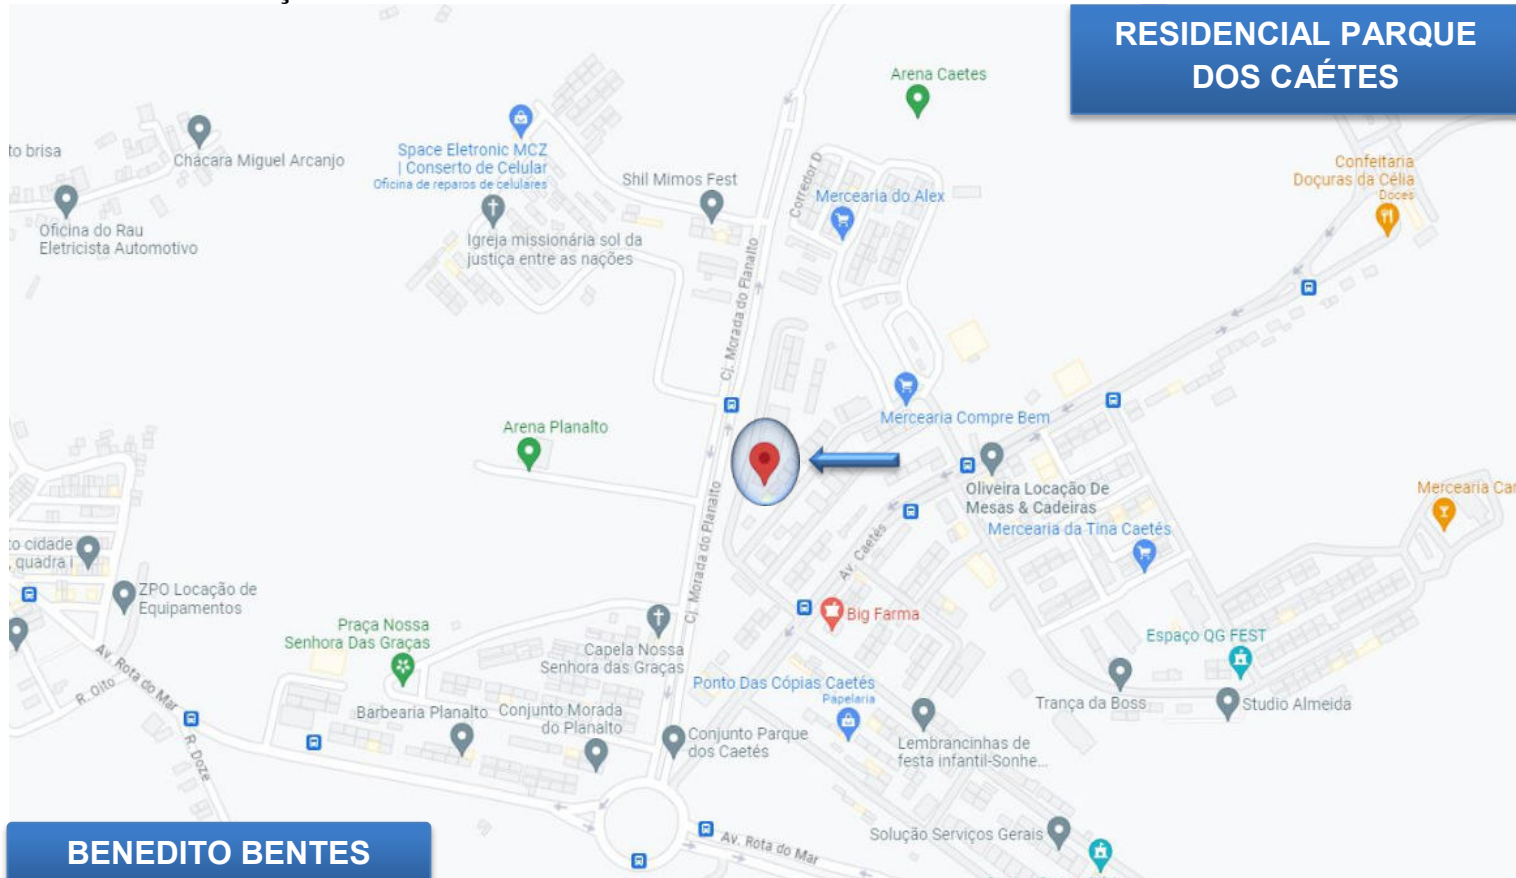 RESIDENCIAL PARQUE
DOS CAÉTES
Arena Caetes
to brisa
Chácara Miguel Arcanjo
Space Eletronic MCZ
| Conserto de Celular
Oficina de reparos de celulares
Shil Mimos Fest
Corredor D
Mercearia do Alex
Confeitaria
Doçuras da Célia
Doces
Oficina do Rau
Eletricista Automotivo
Igreja missionária sol da
justiça entre as nações
Cj. Morada do Planalto
Mercearia Compre Bem
Arena Planalto
Oliveira Locação De
Mesas & Cadeiras
Mercearia Car
Cj. Morada do Planalto
Mercearia da Tina Caetés
Av. Caetés
to cidade
quadra i
ZPO Locação de
Equipamentos
Big Farma
Praça Nossa
Senhora Das Graças
Capela Nossa
Senhora das Graças
Cj. Morada do Planalto
Espaço QG FEST
Av. Rota do Mar
R. Oito
Ponto Das Cópias Caetés
Papelaria
Trança da Boss
Studio Almeida
Barbearia Planalto
Conjunto Morada
do Planalto
Conjunto Parque
dos Caetés
Lembrancinhas de
festa infantil-Sonhe...
R. Doze
Solução Serviços Gerais
Av. Rota do Mar
BENEDITO BENTES